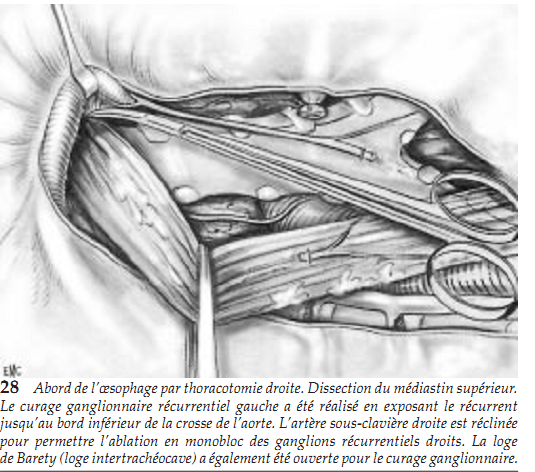 EMC
28 Abord de l'œsophage par thoracotomie droite. Dissection du médiastin supérieur.
Le curage ganglionnaire récurrentiel gauche a été réalisé en exposant le récurrent
jusqu'au bord inférieur de la crosse de l'aorte. L'artère sous-clavière droite est réclinée
pour permettre l'ablation en monobloc des ganglions récurrentiels droits. La loge
de Barety (loge intertrachéocave) a également été ouverte pour le curage ganglionnaire.